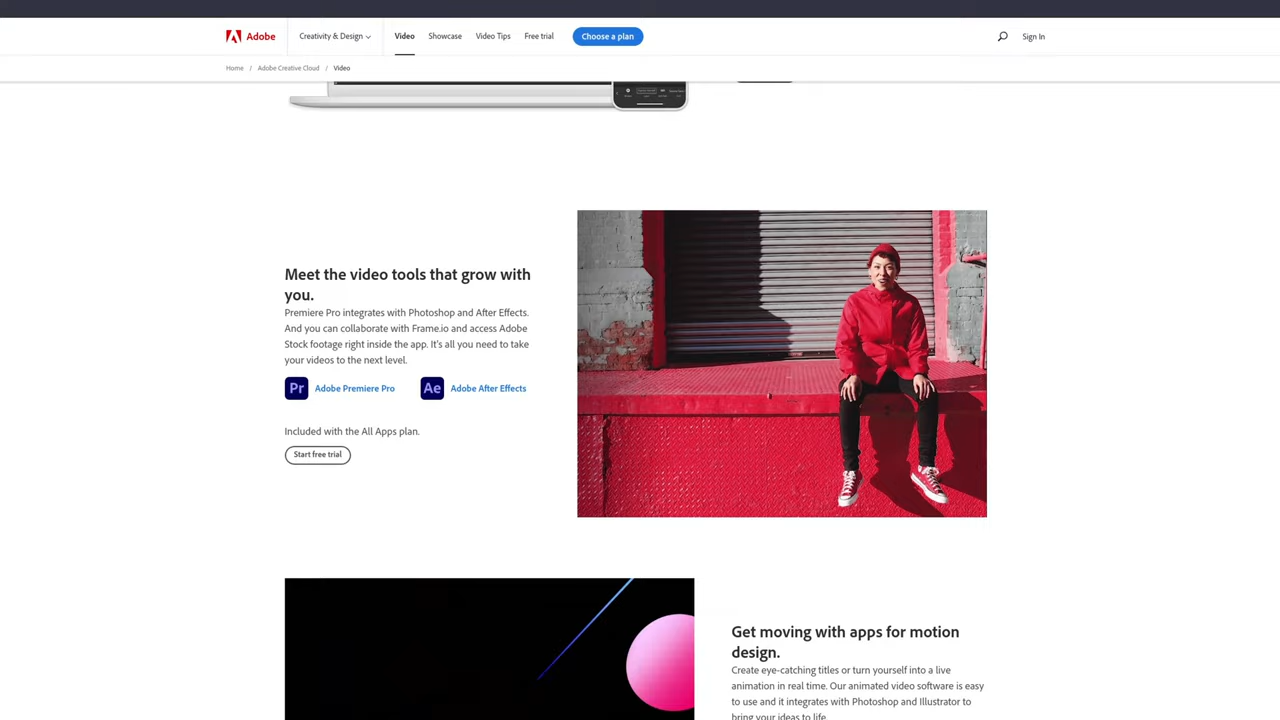 Adobe
Creativity & Design
Video
Showcase
Video Tips
Free trial
Choose a plan
Sign In
Home / Adobe Creative Cloud / Video
Meet the video tools that grow with
you.
Premiere Pro integrates with Photoshop and After Effects.
And you can collaborate with Frame.io and access Adobe
Stock footage right inside the app. It's all you need to take
your videos to the next level.
Pr Adobe Premiere Pro
Ae Adobe After Effects
Included with the All Apps plan.
Start free trial
Get moving with apps for motion
design.
Create eye-catching titles or turn yourself into a live
animation in real time. Our animated video software is easy
to use and it integrates with Photoshop and Illustrator to
bring your ideas to life.